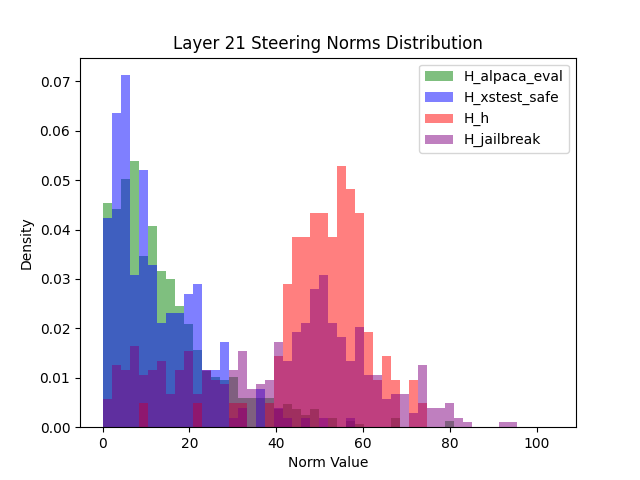 Layer 21 Steering Norms Distribution
H_alpaca_eval
H_xstest_safe
H_h
H_jailbreak
Density
0.07
0.06
0.05
0.04
0.03
0.02
0.01
0.00
0
20
40
60
80
100
Norm Value